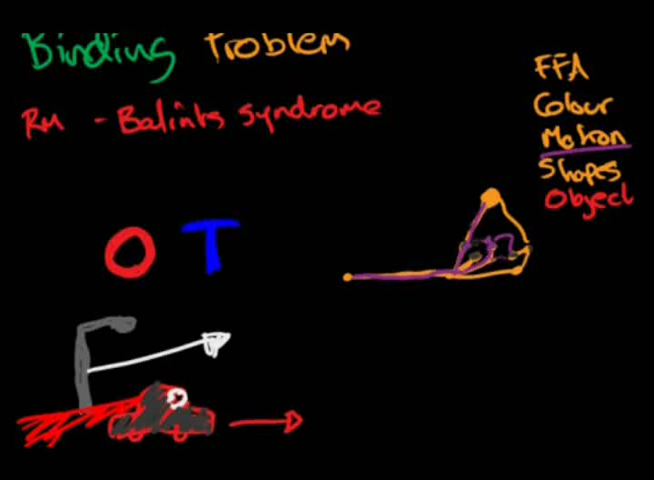 Binding Problem
RM - Balints syndrome
FFA
Colour
Motion
Shapes
Object
O T